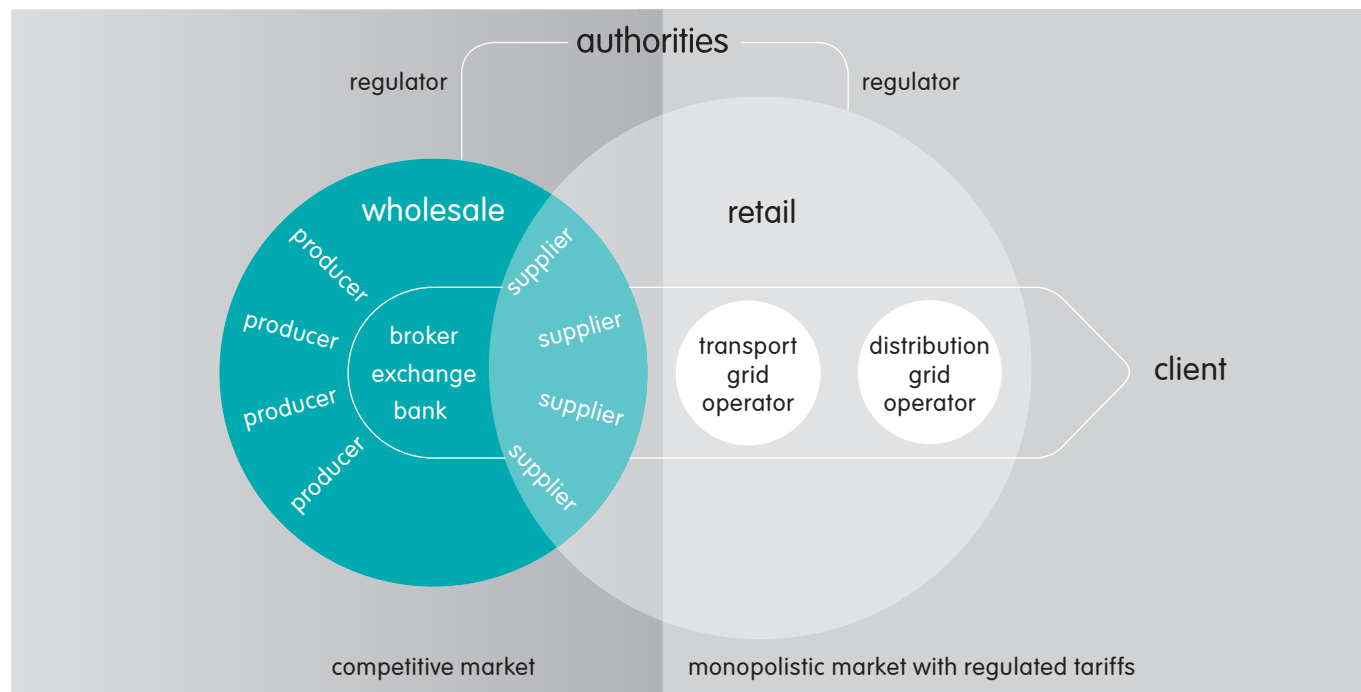 authorities
regulator
regulator
wholesale
retail
producer
producer
producer
producer
broker
exchange
bank
supplier
supplier
supplier
supplier
transport
grid
operator
distribution
grid
operator
client
competitive market
monopolistic market with regulated tariffs